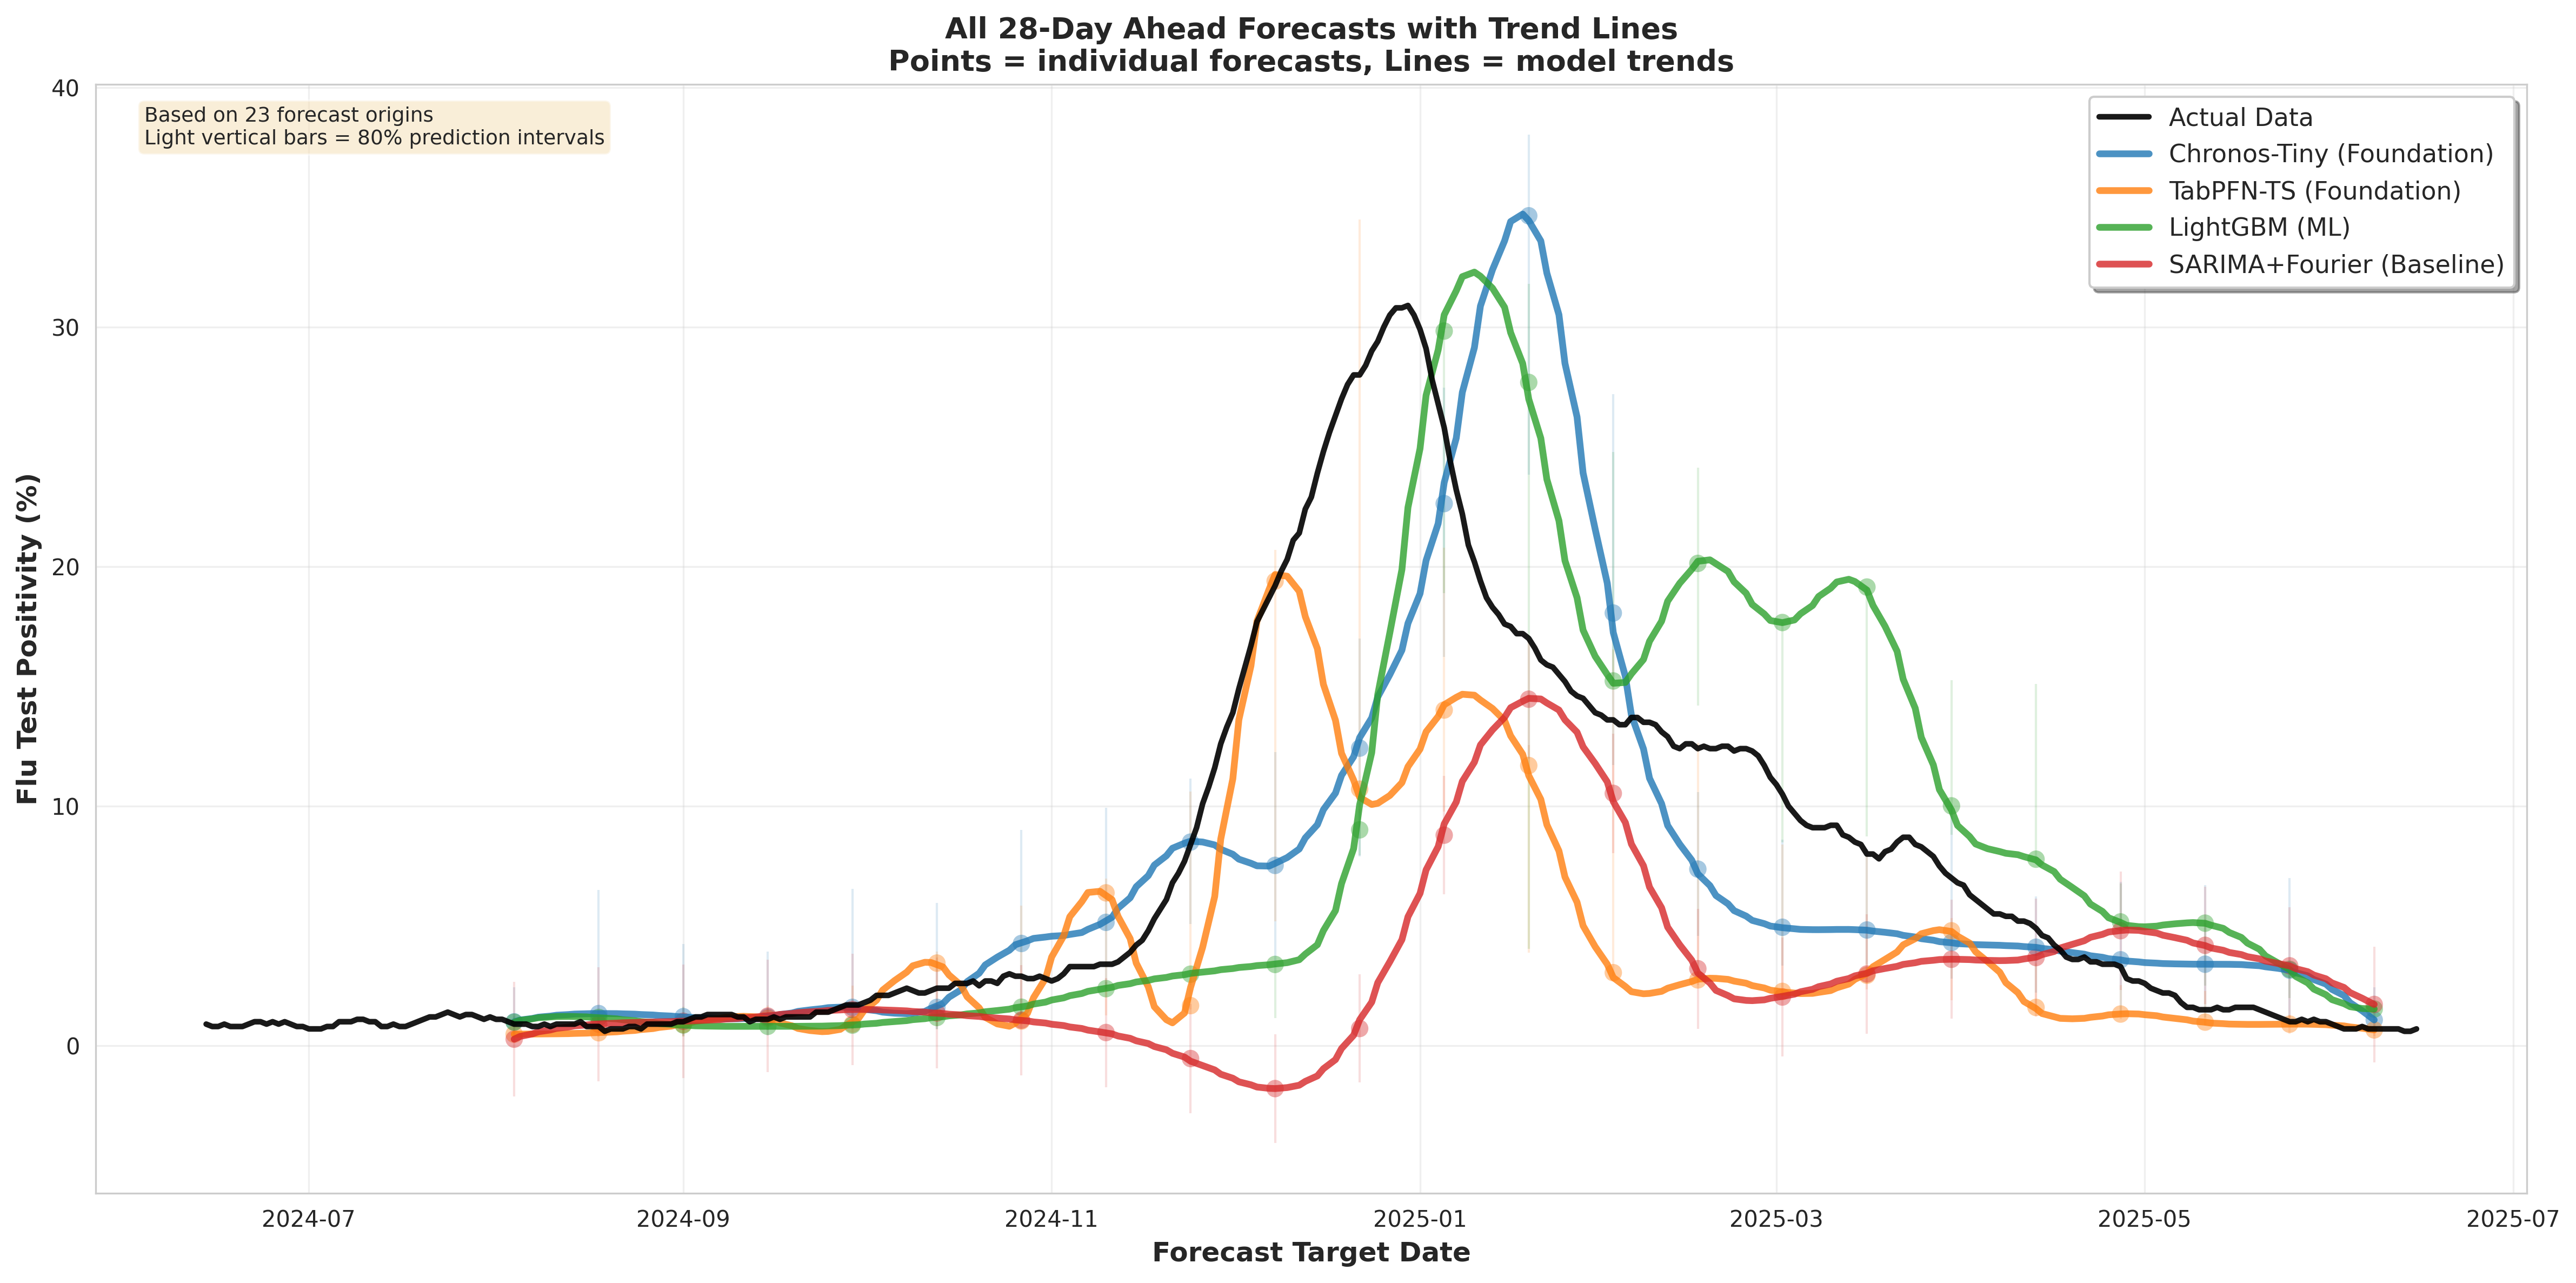 All 28-Day Ahead Forecasts with Trend Lines
Points = individual forecasts, Lines = model trends
Based on 23 forecast origins
Light vertical bars = 80% prediction intervals
Actual Data
Chronos-Tiny (Foundation)
TabPFN-TS (Foundation)
LightGBM (ML)
SARIMA+Fourier (Baseline)
Flu Test Positivity (%)
40
30
20
10
0
2024-07
2024-09
2024-11
2025-01
2025-03
2025-05
2025-07
Forecast Target Date